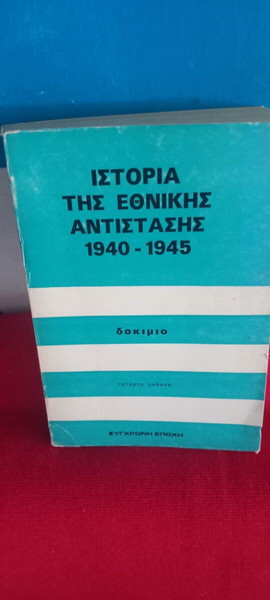 ΙΣΤΟΡΙΑ
ΤΗΣ ΕΘΝΙΚΗΣ
ΑΝΤΙΣΤΑΣΗΣ
1940 - 1945
δοκιμιο
τεταρτη εκδοση
ΣΥΓΧΡΟΝΗ ΕΠΟΧΗ